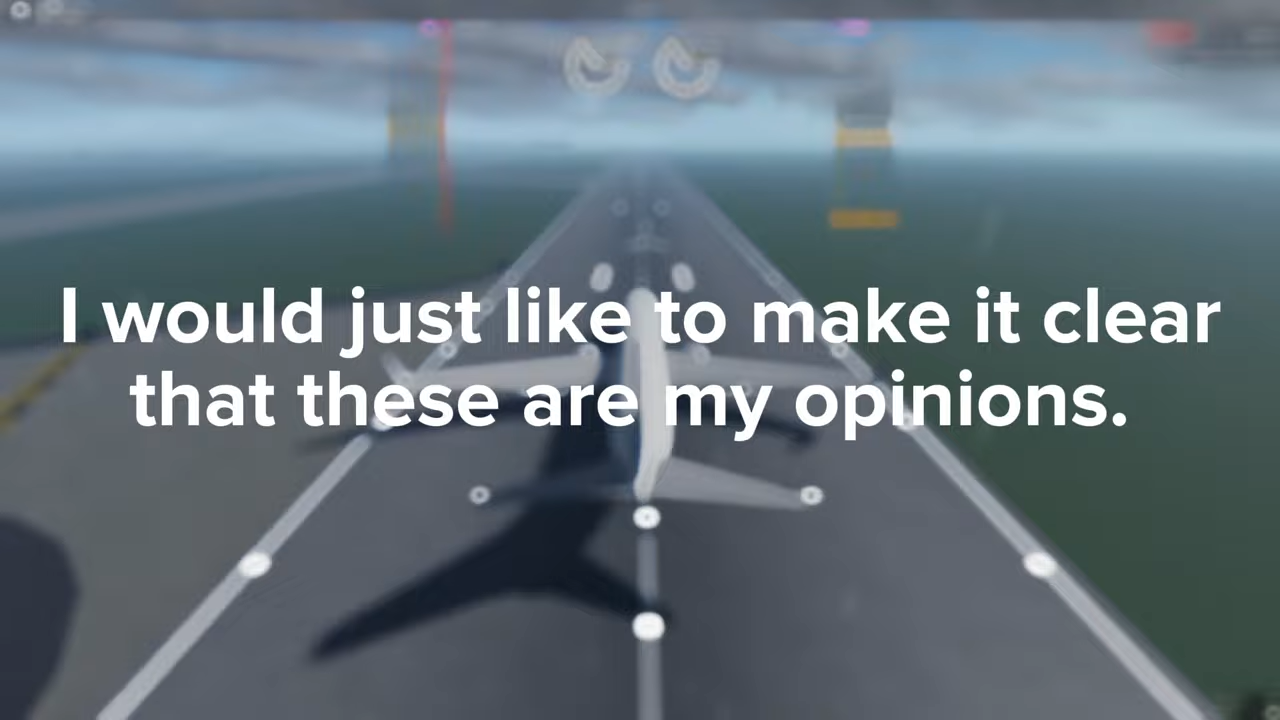 I would just like to make it clear
that these are my opinions.